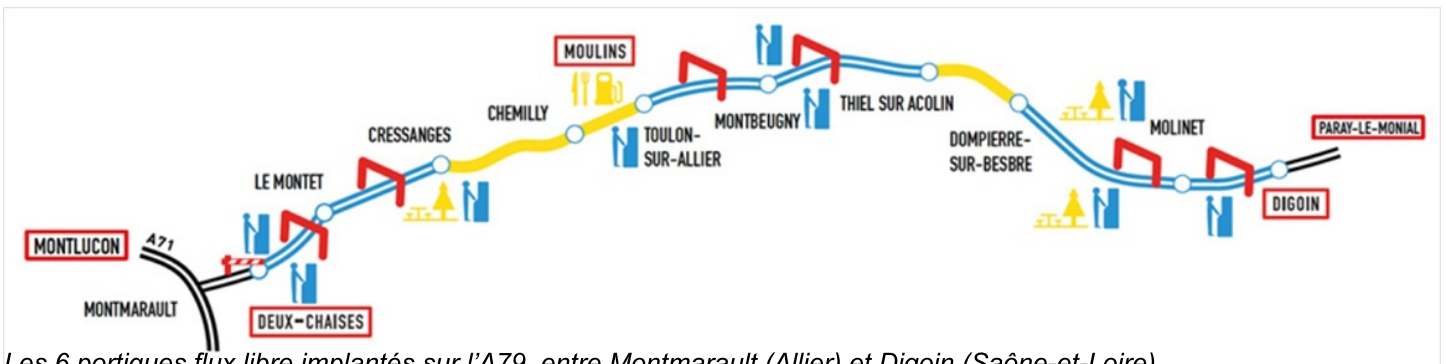 MOULINS
CHEMILLY
CRESSANGES
LE MONTET
MONTLUCON
A71
MONTMARAULT
DEUX-CHAISES
TOULON-
SUR-ALLIER
MONTBEUGNY
THIEL SUR ACOLIN
DOMPIERRE-
SUR-BESBRE
MOLINET
PARAY-LE-MONIAL
DIGOIN
Les 6 portiques flux libre implantés sur l'A79, entre Montmarault (Allier) et Digoin (Saône-et-Loire)